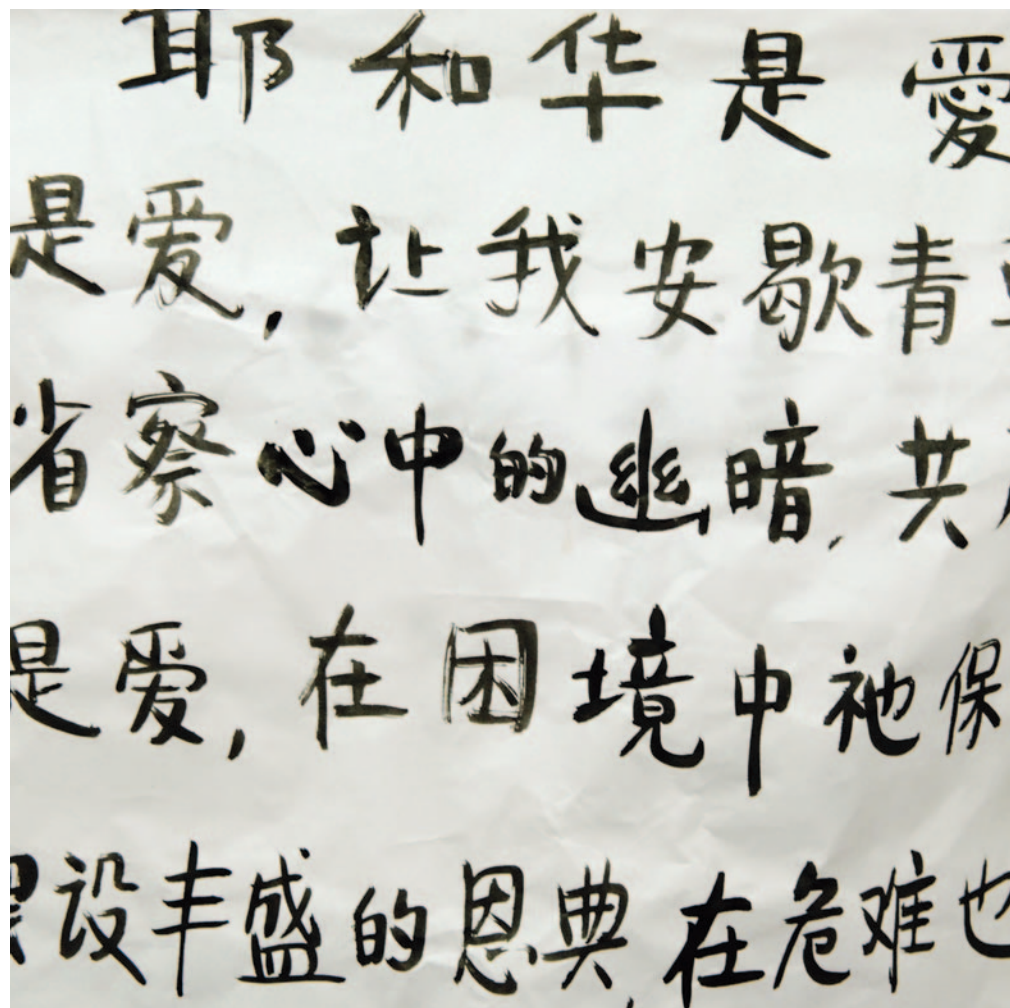 耶和华是愛
是爱，让我安歇青
省察心中的幽暗，共
是爱，在困境中祂保
设丰盛的恩典，在危难也